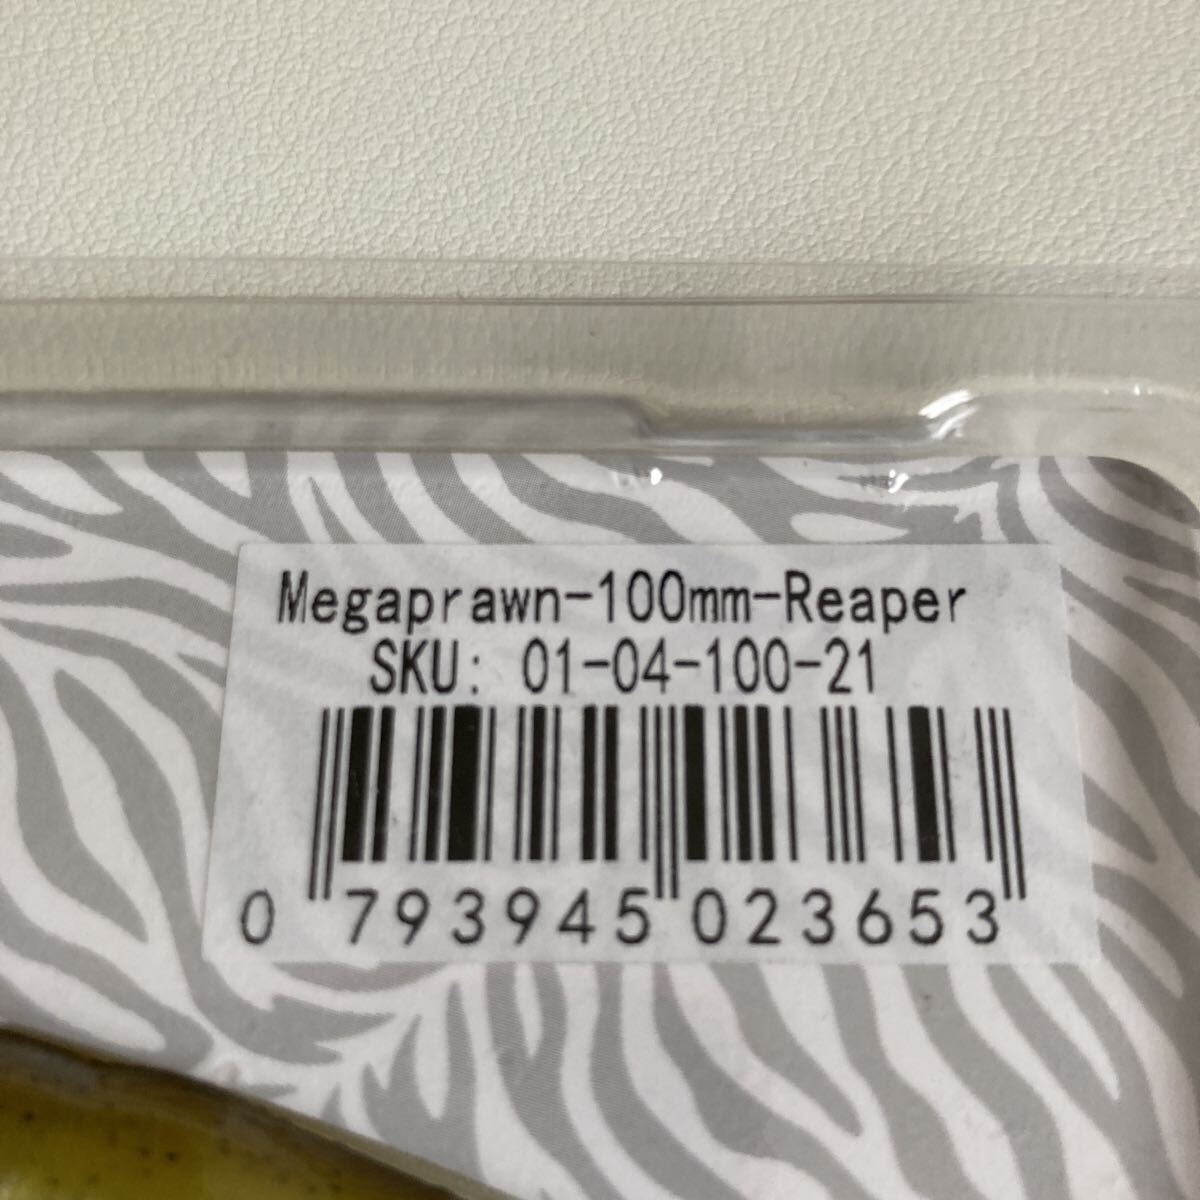 Megaprawn-100mm-Reaper
SKU: 01-04-100-21
0 793945 023653